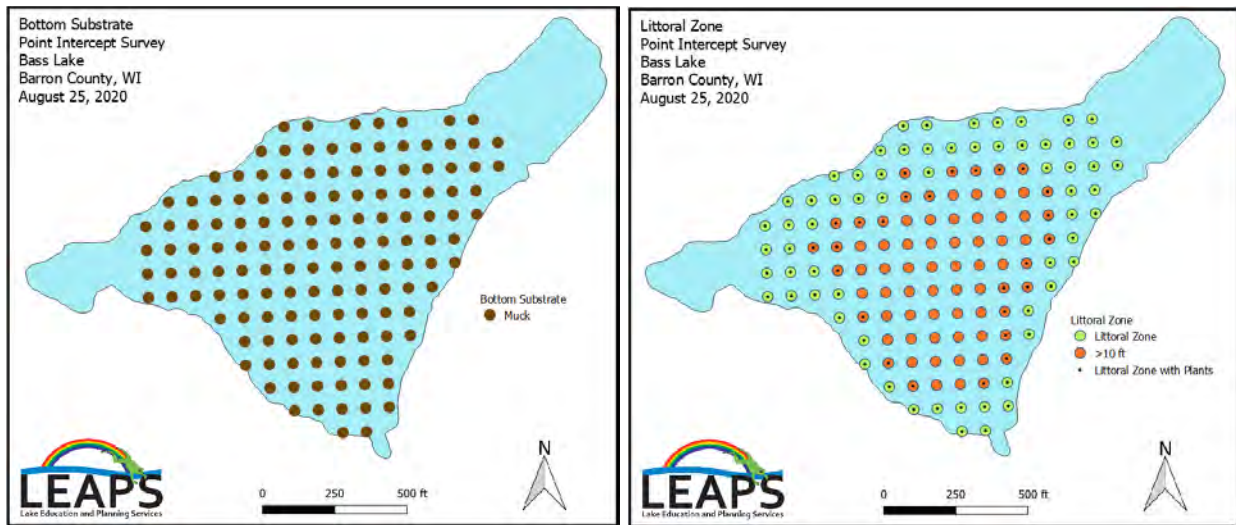 Bottom Substrate
Point Intercept Survey
Bass Lake
Barron County, WI
August 25, 2020
Bottom Substrate
Muck
LEAPS
Lake Education and Planning Services
0 250 500 ft
N
Littoral Zone
Point Intercept Survey
Bass Lake
Barron County, WI
August 25, 2020
Littoral Zone
Littoral Zone
>10 ft
Littoral Zone with Plants
LEAPS
Lake Education and Planning Services
0 250 500 ft
N